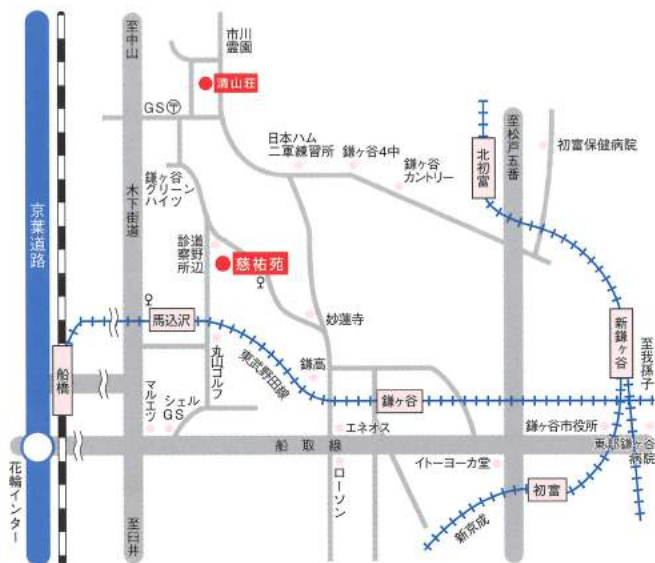 至中山
市川
霊園
清山荘
GS〒
日本ハム
二軍練習所
鎌ヶ谷4中
鎌ヶ谷
カントリー
至松戸五番
初富保健病院
北初富
京葉道路
木下街道
鎌ヶ谷
グリーン
ハイツ
道野辺
診察所
慈祐苑
馬込沢
妙蓮寺
新鎌ヶ谷
至我孫子
船橋
丸山ゴルフ
東武野田線
鎌高
鎌ヶ谷
マルエツ
シェル
GS
エネオス
鎌ヶ谷市役所
東邦鎌ヶ谷
病院
船取線
イトーヨーカ堂
花輪インター
ローソン
初富
新京成
至臼井